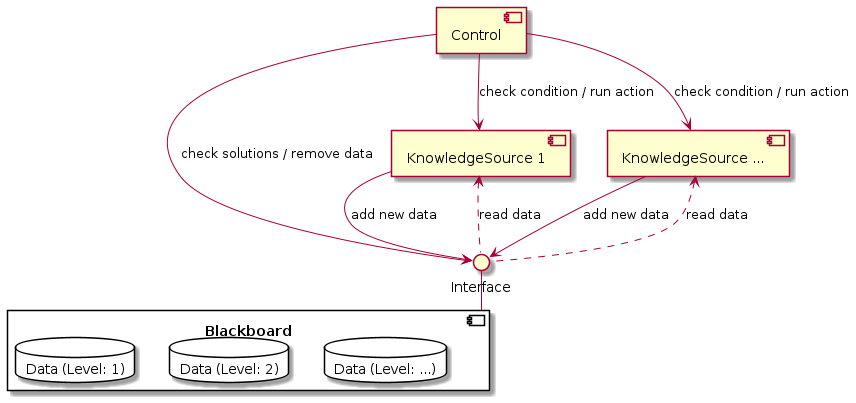 Control
check condition / run action
check condition / run action
check solutions / remove data
KnowledgeSource 1
KnowledgeSource ...
add new data
read data
add new data
read data
Interface
Blackboard
Data (Level: 1)
Data (Level: 2)
Data (Level: ...)